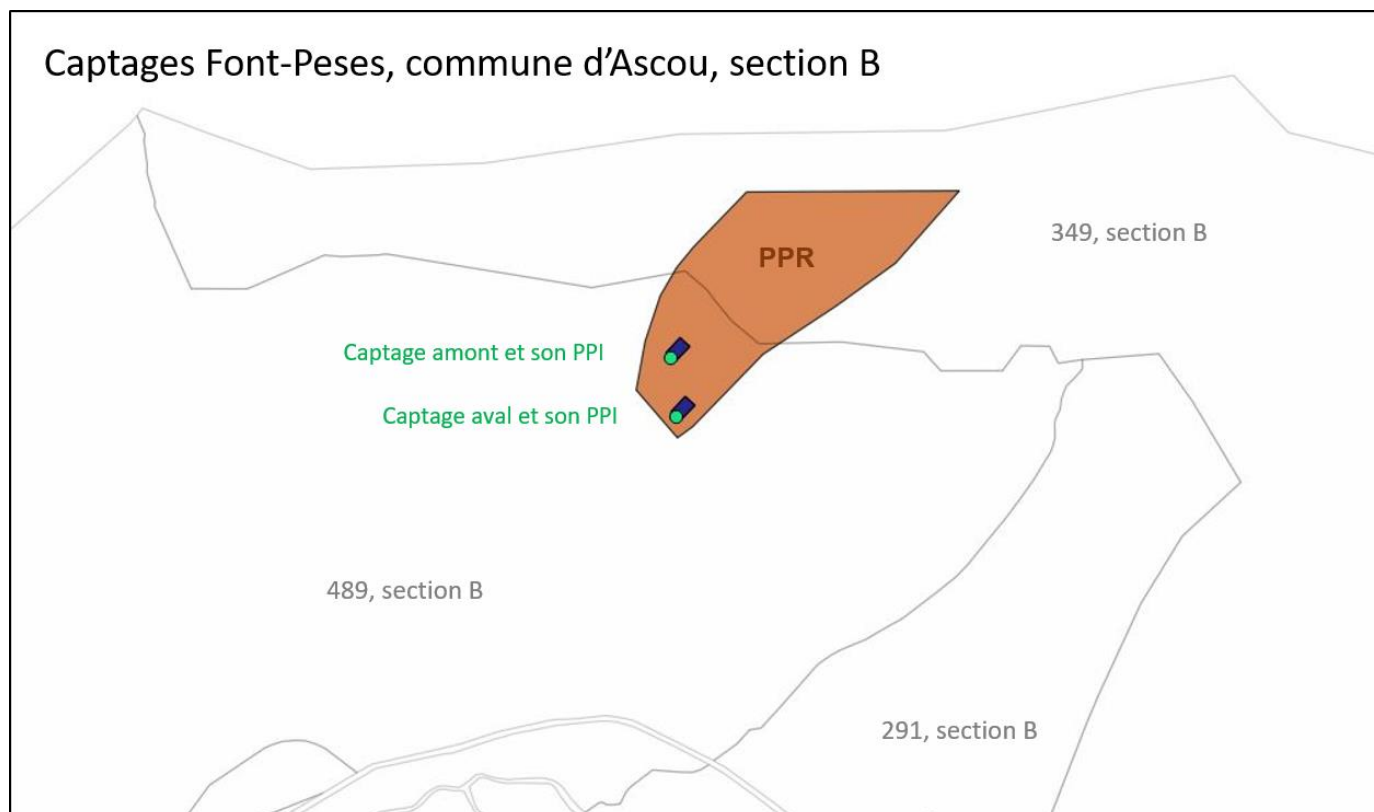 Captages Font-Peses, commune d’Ascou, section B
349, section B
PPR
Captage amont et son PPI
Captage aval et son PPI
489, section B
291, section B